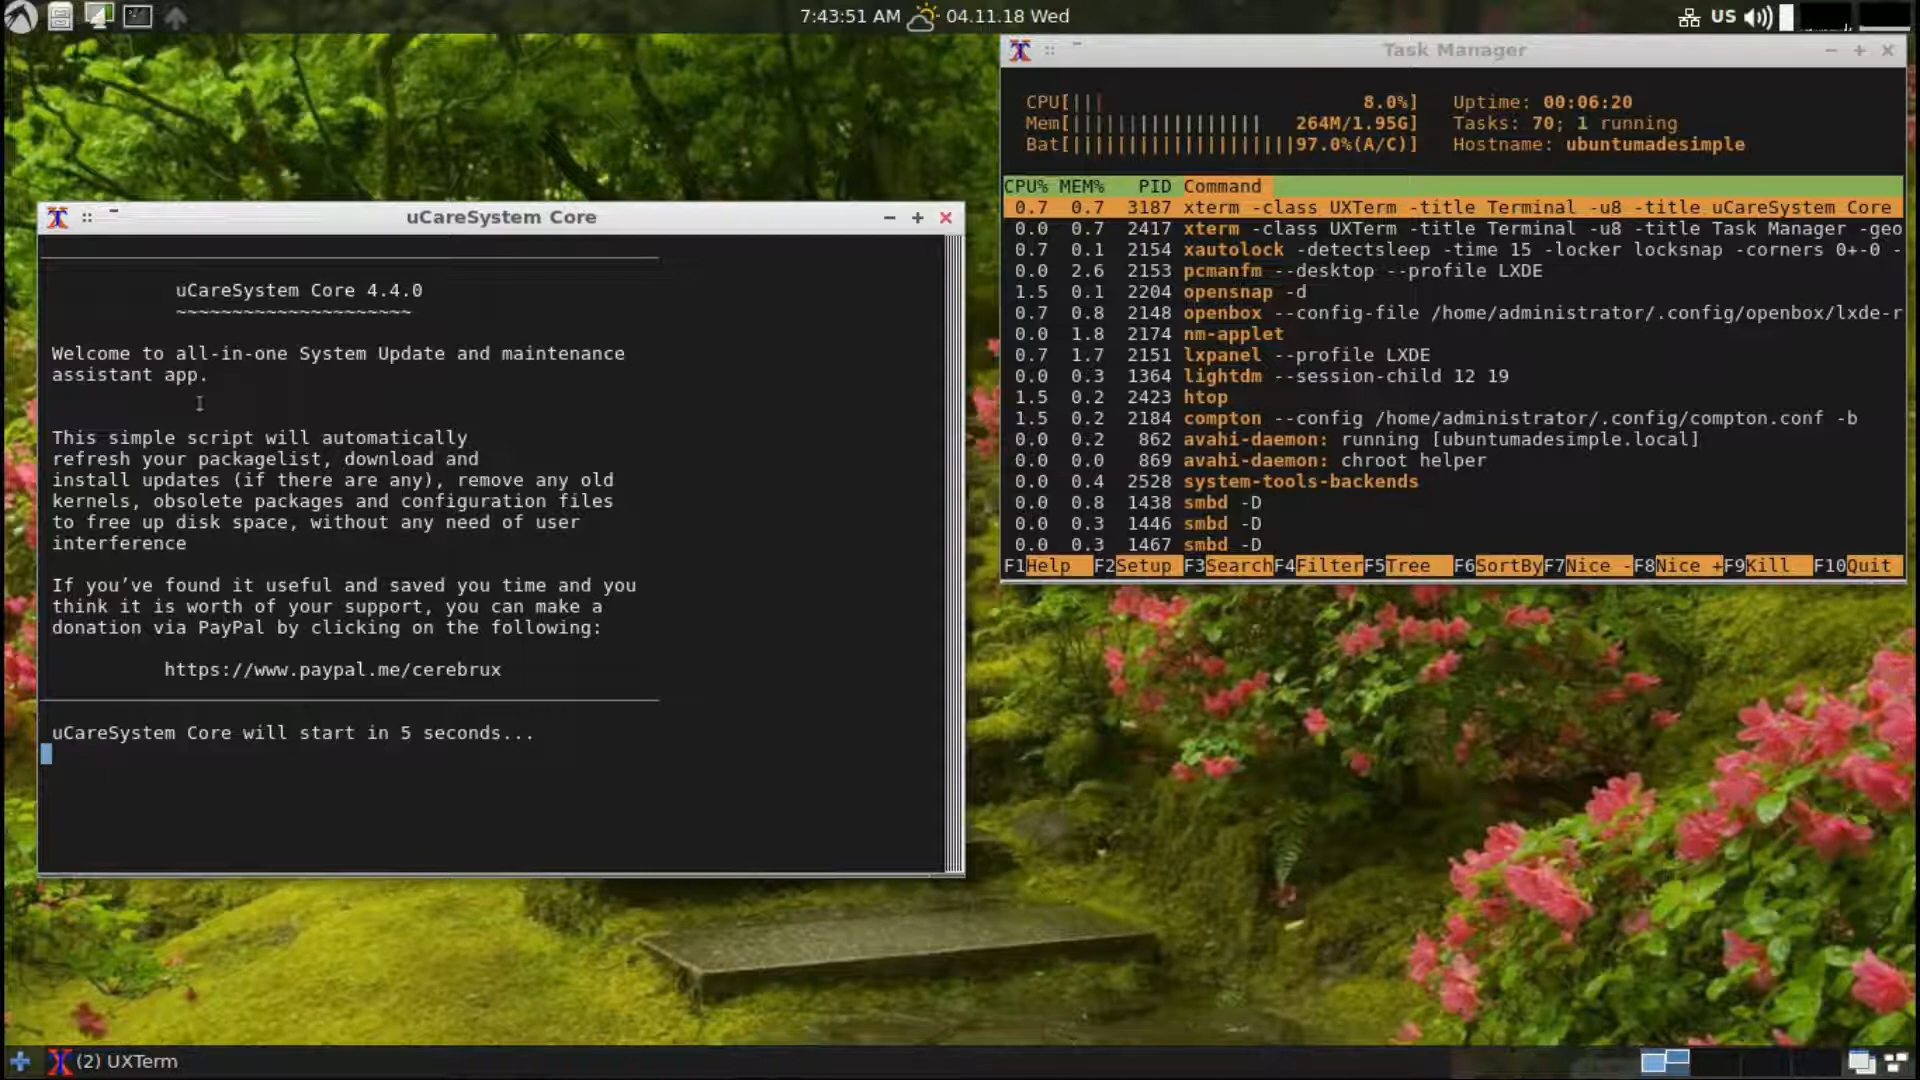 7:43:51 AM 04.11.18 Wed
US
uCareSystem Core
uCareSystem Core 4.4.0
~~~~~~~~~~~~~~~~~~~~~
Welcome to all-in-one System Update and maintenance
assistant app.
This simple script will automatically
refresh your packagelist, download and
install updates (if there are any), remove any old
kernels, obsolete packages and configuration files
to free up disk space, without any need of user
interference
If you’ve found it useful and saved you time and you
think it is worth of your support, you can make a
donation via PayPal by clicking on the following:
https://www.paypal.me/cerebrux
uCareSystem Core will start in 5 seconds...
Task Manager
CPU[||| 8.0%] Uptime: 00:06:20
Mem[||||||||||||||||| 264M/1.95G] Tasks: 70; 1 running
Bat[||||||||||||||||||||97.0%(A/C)] Hostname: ubuntumadesimple
CPU% MEM% PID Command
0.7 0.7 3187 xterm -class UXTerm -title Terminal -u8 -title uCareSystem Core
0.0 0.7 2417 xterm -class UXTerm -title Terminal -u8 -title Task Manager -geo
0.7 0.1 2154 xautolock -detectsleep -time 15 -locker locksnap -corners 0+-0 -
0.0 2.6 2153 pcmanfm --desktop --profile LXDE
1.5 0.1 2204 opensnap -d
0.7 0.8 2148 openbox --config-file /home/administrator/.config/openbox/lxde-r
0.0 1.8 2174 nm-applet
0.7 1.7 2151 lxpanel --profile LXDE
0.0 0.3 1364 lightdm --session-child 12 19
1.5 0.2 2423 htop
1.5 0.2 2184 compton --config /home/administrator/.config/compton.conf -b
0.0 0.2 862 avahi-daemon: running [ubuntumadesimple.local]
0.0 0.0 869 avahi-daemon: chroot helper
0.0 0.4 2528 system-tools-backends
0.0 0.8 1438 smbd -D
0.0 0.3 1446 smbd -D
0.0 0.3 1467 smbd -D
F1Help F2Setup F3SearchF4FilterF5Tree F6SortByF7Nice -F8Nice +F9Kill F10Quit
(2) UXTerm